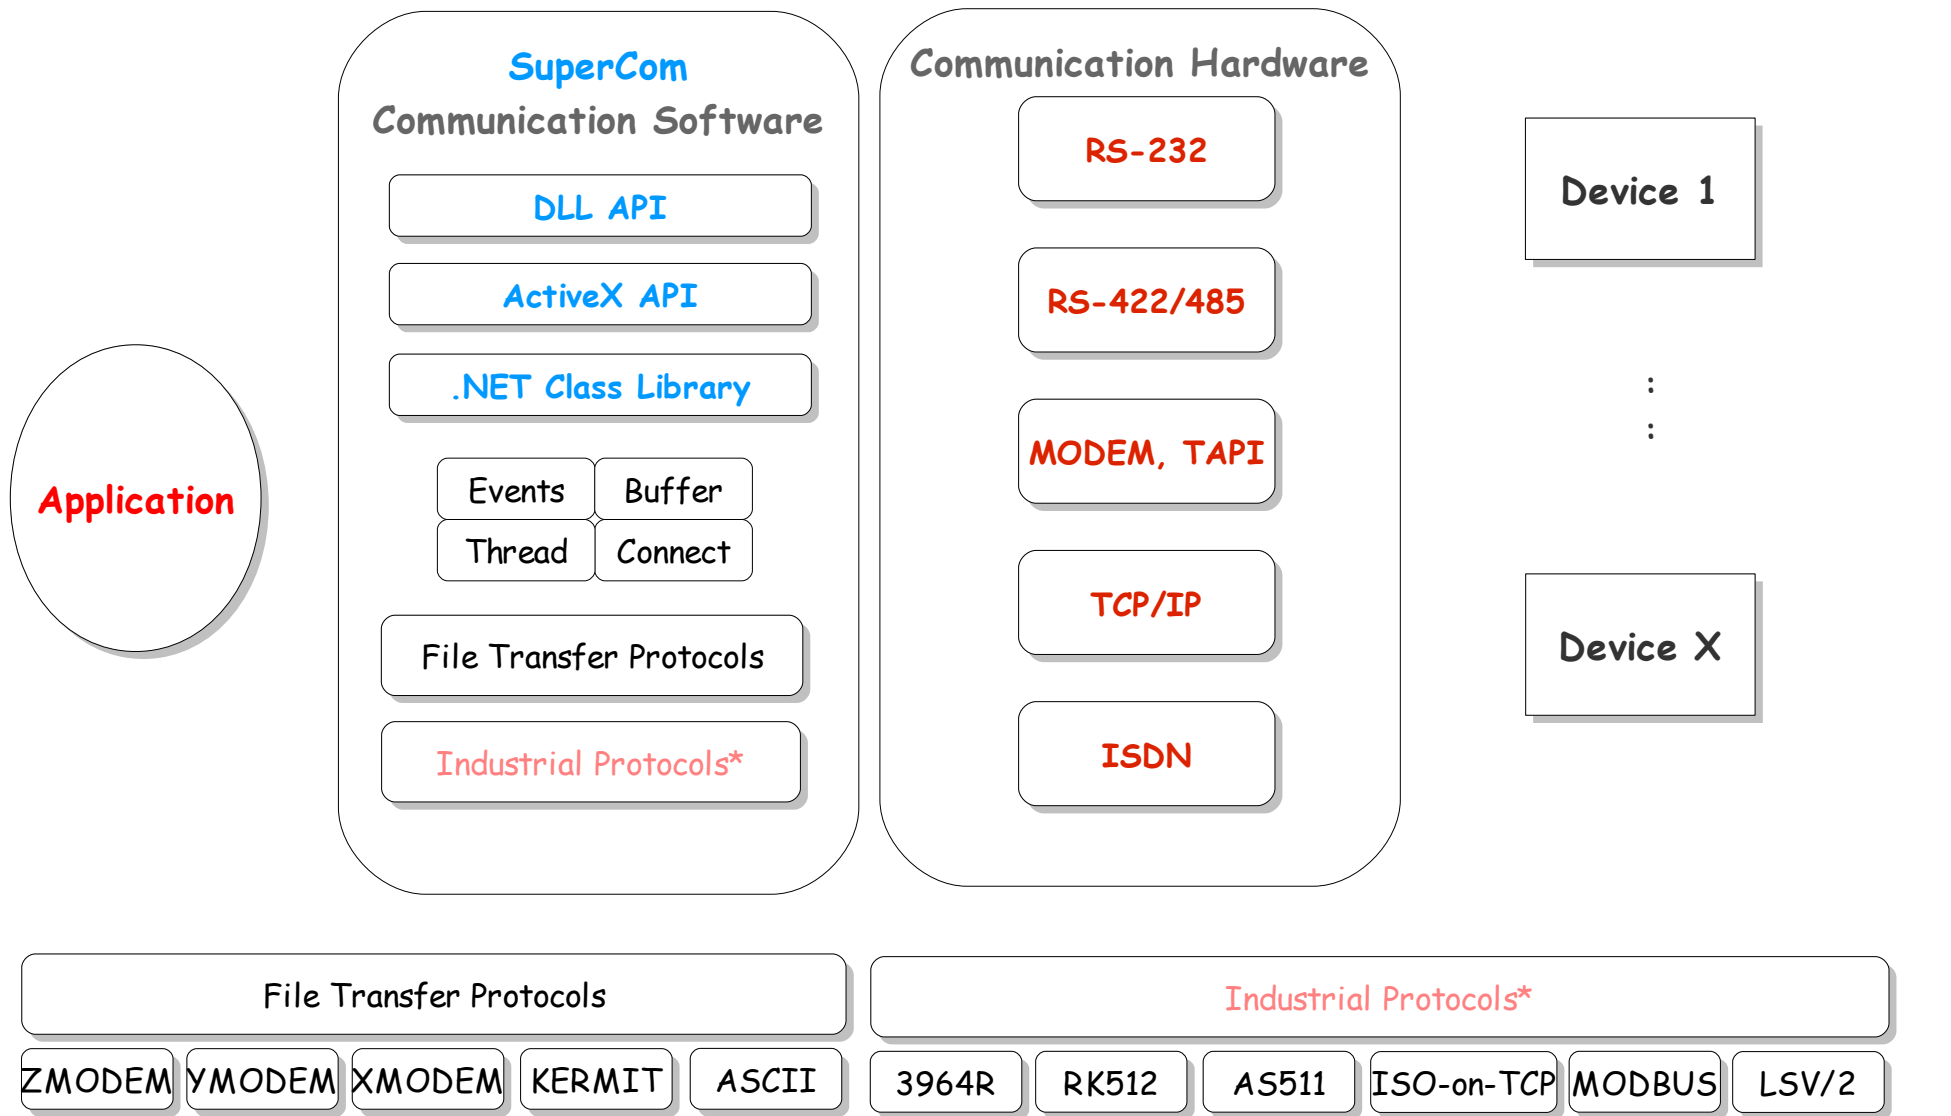 Application
SuperCom
Communication Software
DLL API
ActiveX API
.NET Class Library
Events Buffer
Thread Connect
File Transfer Protocols
Industrial Protocols*
Communication Hardware
RS-232
RS-422/485
MODEM, TAPI
TCP/IP
ISDN
Device 1
:
:
Device X
File Transfer Protocols
ZMODEM YMODEM XMODEM KERMIT ASCII
Industrial Protocols*
3964R RK512 AS511 ISO-on-TCP MODBUS LSV/2